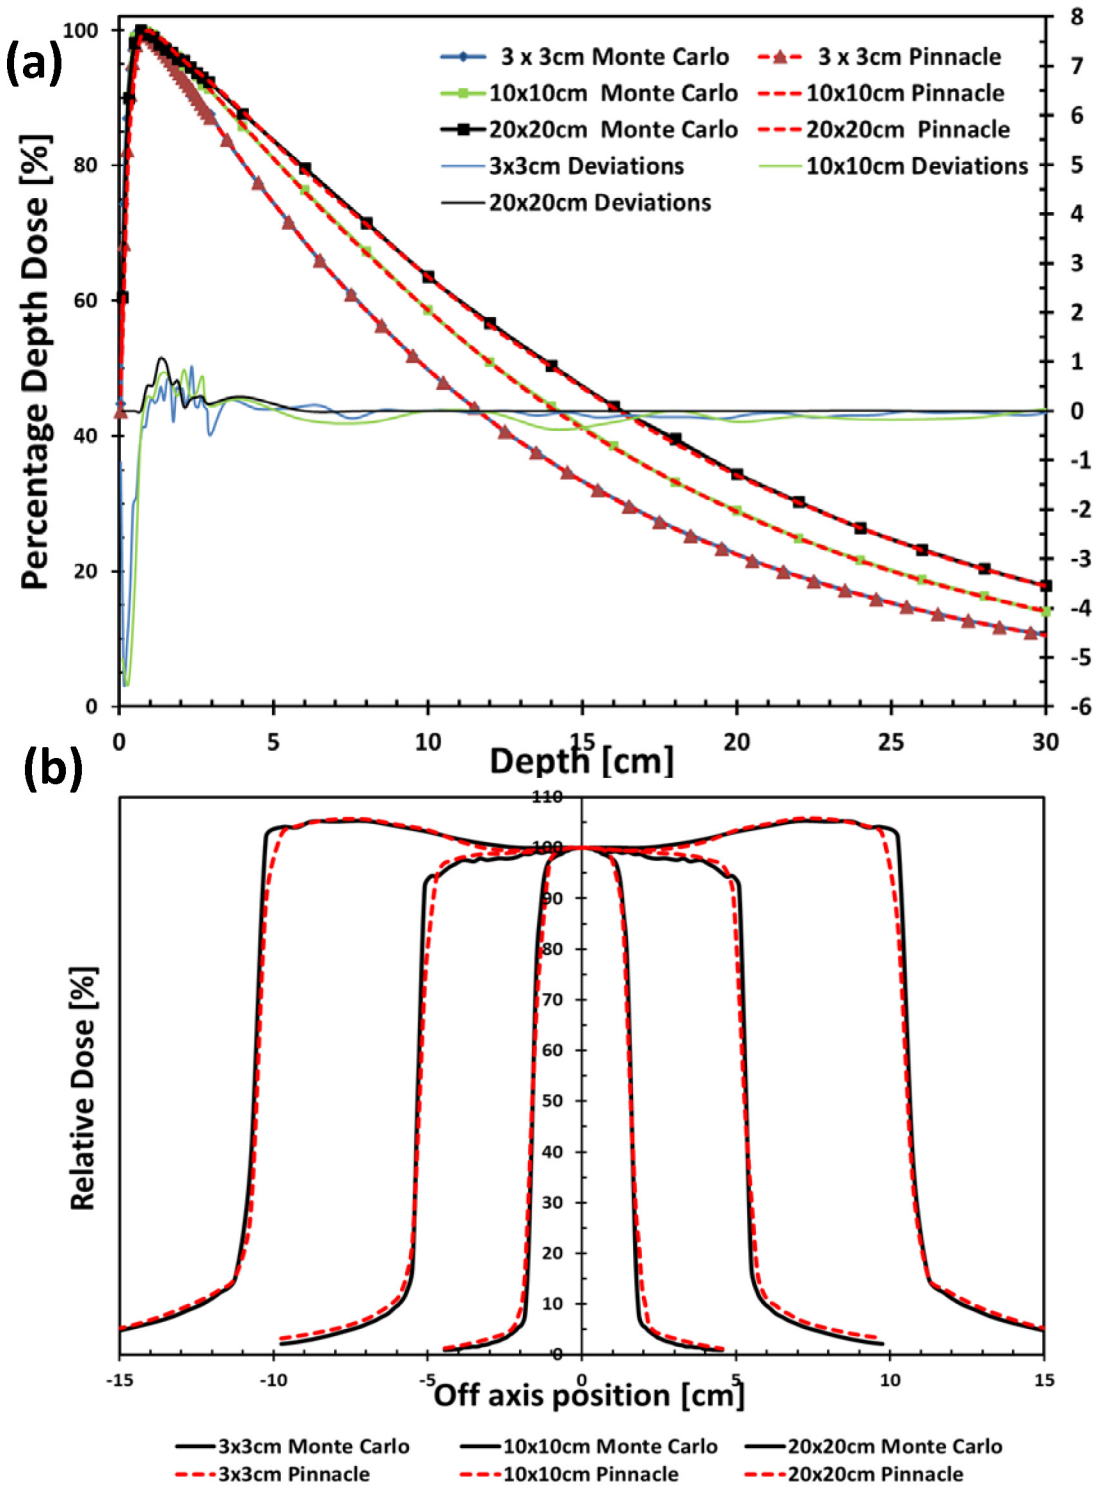 (a)
Percentage Depth Dose [%]
100
80
60
40
20
0
3 x 3cm Monte Carlo 3 x 3cm Pinnacle
10x10cm Monte Carlo 10x10cm Pinnacle
20x20cm Monte Carlo 20x20cm Pinnacle
3x3cm Deviations 10x10cm Deviations
20x20cm Deviations
8
7
6
5
4
3
2
1
0
-1
-2
-3
-4
-5
-6
0 5 10 15 20 25 30
Depth [cm]
(b)
Relative Dose [%]
110
100
90
80
70
60
50
40
30
20
10
0
-15 -10 -5 0 5 10 15
Off axis position [cm]
3x3cm Monte Carlo 10x10cm Monte Carlo 20x20cm Monte Carlo
3x3cm Pinnacle 10x10cm Pinnacle 20x20cm Pinnacle